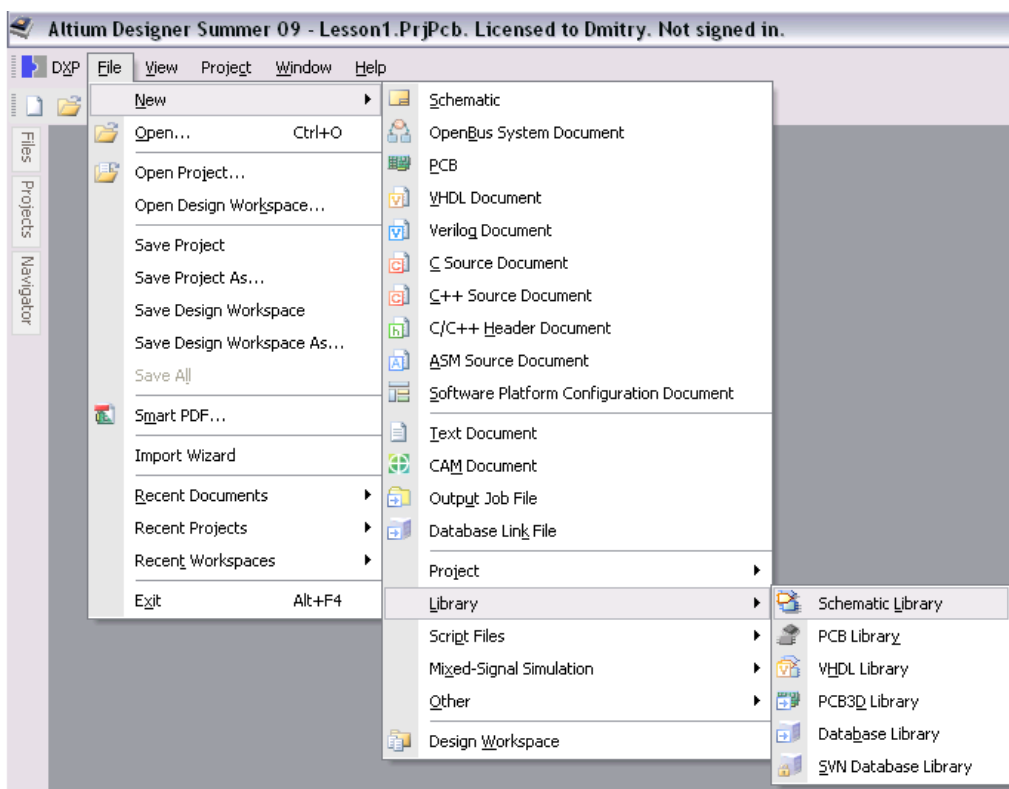 Altium Designer Summer 09 - Lesson1.PrjPcb. Licensed to Dmitry. Not signed in.
DXP File View Project Window Help
Files
Projects
Navigator
New
Open... Ctrl+O
Open Project...
Open Design Workspace...
Save Project
Save Project As...
Save Design Workspace
Save Design Workspace As...
Save All
Smart PDF...
Import Wizard
Recent Documents
Recent Projects
Recent Workspaces
Exit Alt+F4
Schematic
OpenBus System Document
PCB
VHDL Document
Verilog Document
C Source Document
C++ Source Document
C/C++ Header Document
ASM Source Document
Software Platform Configuration Document
Text Document
CAM Document
Output Job File
Database Link File
Project
Library
Script Files
Mixed-Signal Simulation
Other
Design Workspace
Schematic Library
PCB Library
VHDL Library
PCB3D Library
Database Library
SVN Database Library